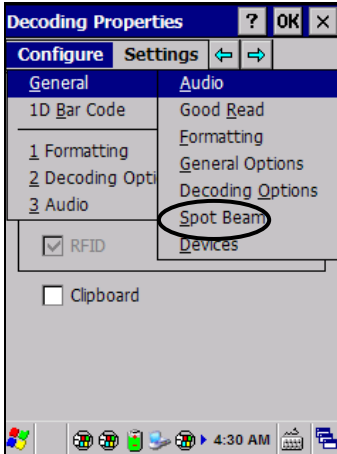 Decoding Properties ? OK ×
Configure Settings
General
1D Bar Code
1 Formatting
2 Decoding Opti
3 Audio
Audio
Good Read
Formatting
General Options
Decoding Options
Spot Beam
Devices
RFID
Clipboard
4:30 AM